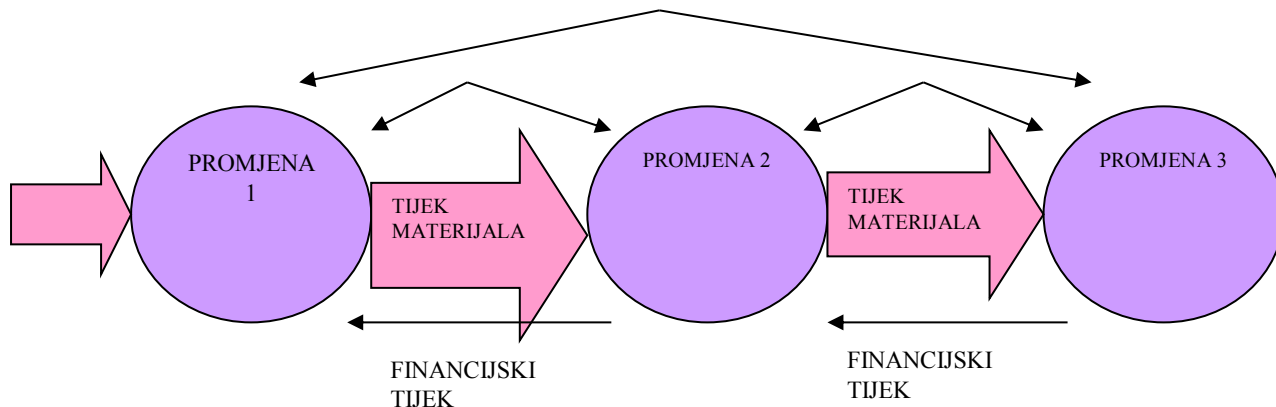 PROMJENA
1
TIJEK
MATERIJALA
PROMJENA 2
TIJEK
MATERIJALA
PROMJENA 3
FINANCIJSKI
TIJEK
FINANCIJSKI
TIJEK